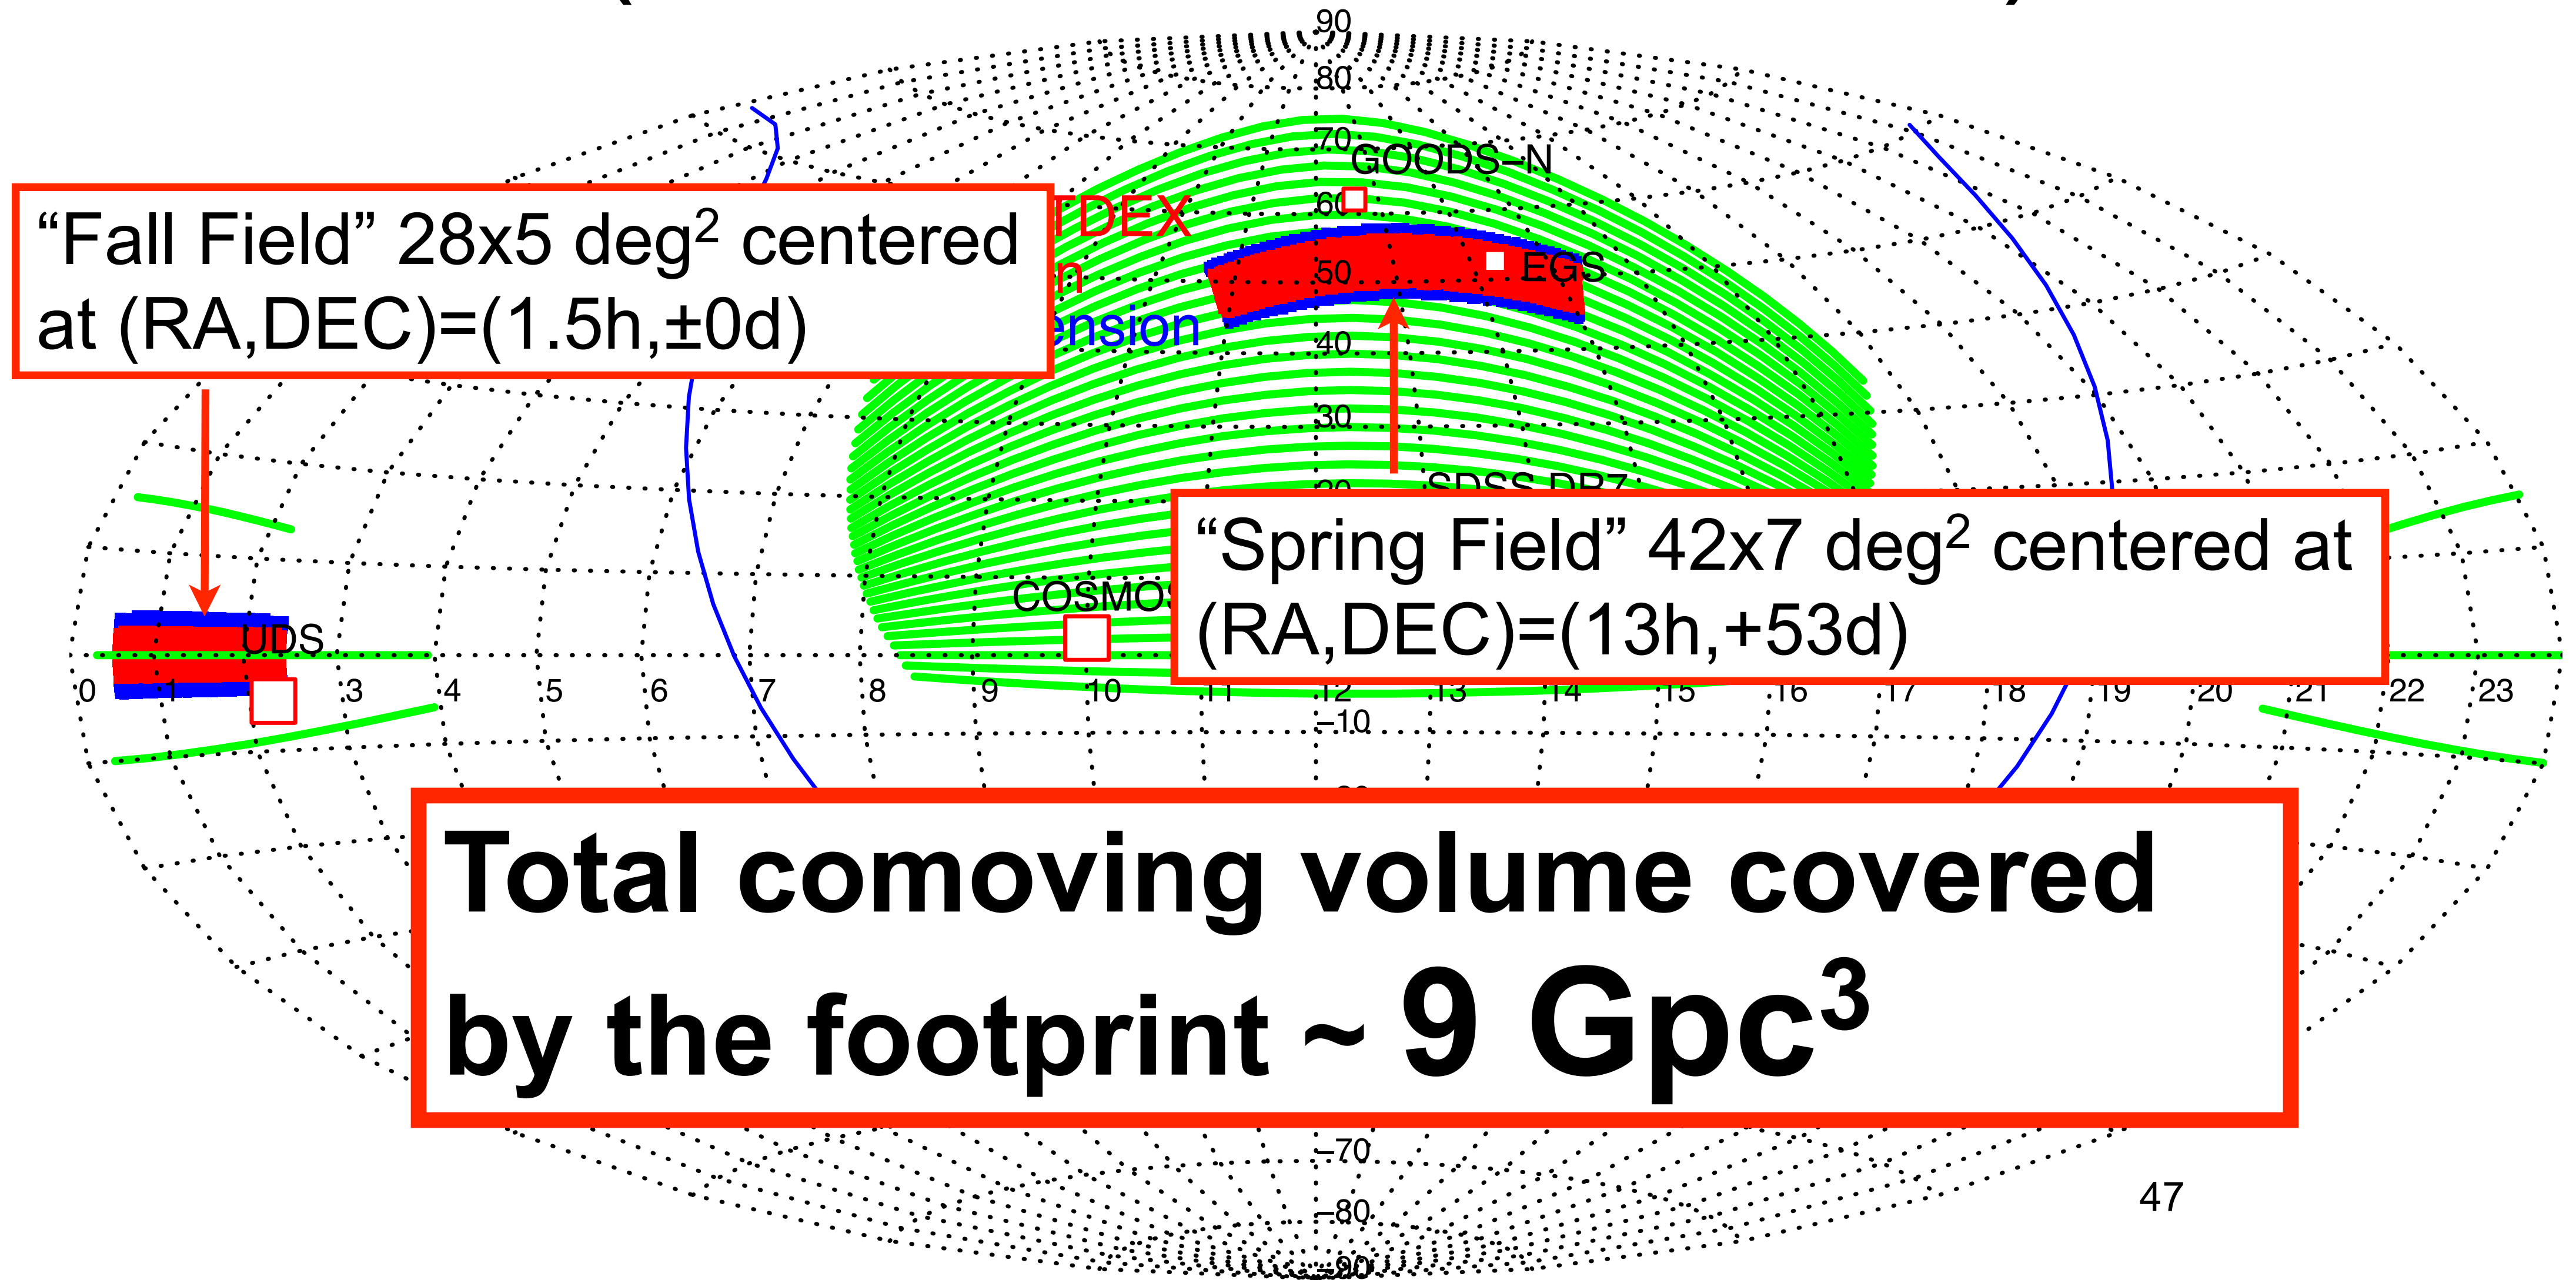 90
80
70
GOODS–N
60
“Fall Field” 28x5 deg² centered
at (RA,DEC)=(1.5h,±0d)
50
EGS
40
30
“Spring Field” 42x7 deg² centered at
(RA,DEC)=(13h,+53d)
UDS
0 1 3 4 5 6 7 8 9 10 11 12 13 14 15 16 17 18 19 20 21 22 23
–10
Total comoving volume covered
by the footprint ~ 9 Gpc³
–70
–80
–90
47